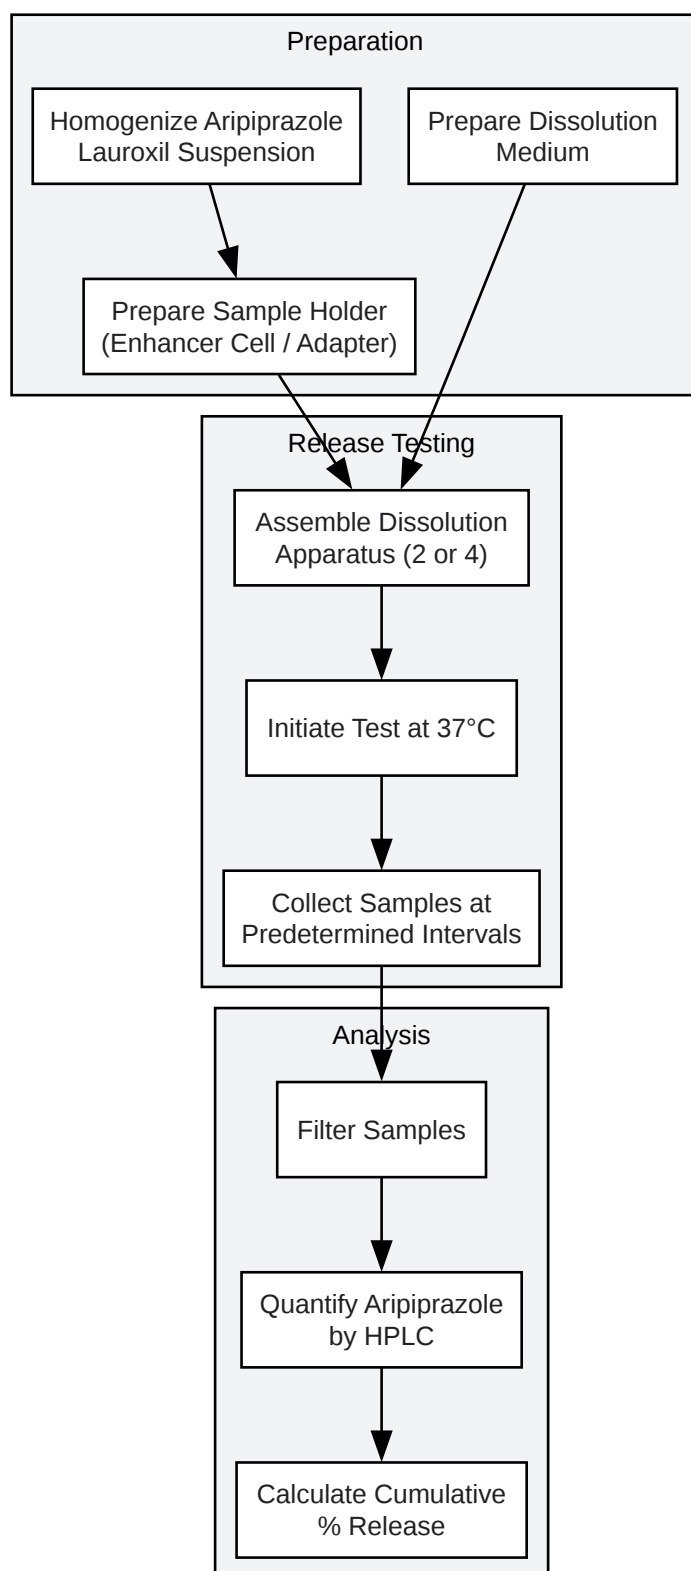 Preparation
Homogenize Aripiprazole
Lauroxil Suspension
Prepare Dissolution
Medium
Prepare Sample Holder
(Enhancer Cell / Adapter)
Release Testing
Assemble Dissolution
Apparatus (2 or 4)
Initiate Test at 37°C
Collect Samples at
Predetermined Intervals
Analysis
Filter Samples
Quantify Aripiprazole
by HPLC
Calculate Cumulative
% Release